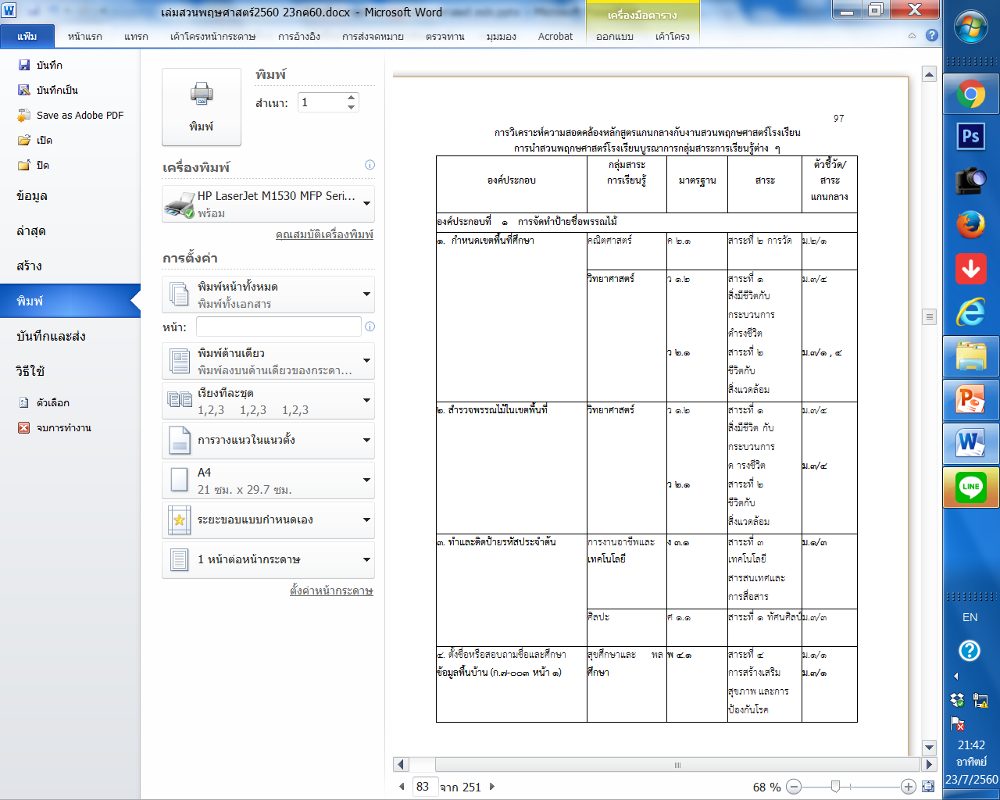 เล่มสวนพฤษศาสตร์2560 23กค60.docx - Microsoft Word
เครื่องมือตาราง
แฟ้ม
หน้าแรก
แทรก
เค้าโครงหน้ากระดาษ
การอ้างอิง
การส่งจดหมาย
ตรวจทาน
มุมมอง
Acrobat
ออกแบบ
เค้าโครง
บันทึก
บันทึกเป็น
Save as Adobe PDF
เปิด
ปิด
ข้อมูล
ล่าสุด
สร้าง
พิมพ์
บันทึกและส่ง
วิธีใช้
ตัวเลือก
จบการทำงาน
พิมพ์
พิมพ์
สำเนา: 1
เครื่องพิมพ์
HP LaserJet M1530 MFP Seri...
พร้อม
คุณสมบัติเครื่องพิมพ์
การตั้งค่า
พิมพ์หน้าทั้งหมด
พิมพ์ทั้งเอกสาร
หน้า:
พิมพ์ด้านเดียว
พิมพ์ลงบนด้านเดียวของกระดา...
เรียงทีละชุด
1,2,3 1,2,3 1,2,3
การวางแนวในแนวตั้ง
A4
21 ซม. x 29.7 ซม.
ระยะขอบแบบกำหนดเอง
1 หน้าต่อหน้ากระดาษ
ตั้งค่าหน้ากระดาษ
97
การวิเคราะห์ความสอดคล้องหลักสูตรแกนกลางกับงานสวนพฤกษศาสตร์โรงเรียน
การนำสวนพฤกษศาสตร์โรงเรียนบูรณาการกลุ่มสาระการเรียนรู้ต่าง ๆ
องค์ประกอบ
กลุ่มสาระ
การเรียนรู้
มาตรฐาน
สาระ
ตัวชี้วัด/
สาระ
แกนกลาง
องค์ประกอบที่ ๑ การจัดทำป้ายชื่อพรรณไม้
๑. กำหนดเขตพื้นที่ศึกษา
คณิตศาสตร์
ค ๒.๑
สาระที่ ๒ การวัด
ม.๒/๑
วิทยาศาสตร์
ว ๑.๒
สาระที่ ๑
สิ่งมีชีวิตกับ
กระบวนการ
ดำรงชีวิต
ม.๓/๔
ว ๒.๑
สาระที่ ๒
ชีวิตกับ
สิ่งแวดล้อม
ม.๓/๑ , ๔
๒. สำรวจพรรณไม้ในเขตพื้นที่
วิทยาศาสตร์
ว ๑.๒
สาระที่ ๑
สิ่งมีชีวิต กับ
กระบวนการ
ด ารงชีวิต
ม.๓/๔
ม.๓/๔
ว ๒.๑
สาระที่ ๒
ชีวิตกับ
สิ่งแวดล้อม
๓. ทำและติดป้ายรหัสประจำต้น
การงานอาชีพและ
เทคโนโลยี
ง ๓.๑
สาระที่ ๓
เทคโนโลยี
สารสนเทศและ
การสื่อสาร
ม.๑/๓
ศิลปะ
ศ ๑.๑
สาระที่ ๑ ทัศนศิลป์
ม.๓/๓
๔. ตั้งชื่อหรือสอบถามชื่อและศึกษา
ข้อมูลพื้นบ้าน (ก.๗-๐๐๓ หน้า ๑)
สุขศึกษาและ พล
ศึกษา
พ ๔.๑
สาระที่ ๔
การสร้างเสริม
สุขภาพ และการ
ป้องกันโรค
ม.๑/๑
ม.๓/๑
83 จาก 251
68 %
Ps
LINE
EN
21:42
อาทิตย์
23/7/2560